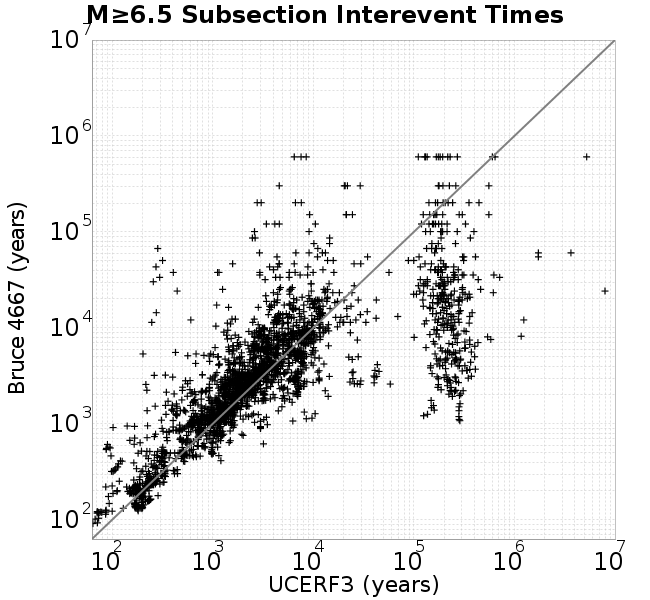 M≥6.5 Subsection Interevent Times
10^7
10^6
10^5
10^4
10^3
10^2
Bruce 4667 (years)
10^2 10^3 10^4 10^5 10^6 10^7
UCERF3 (years)